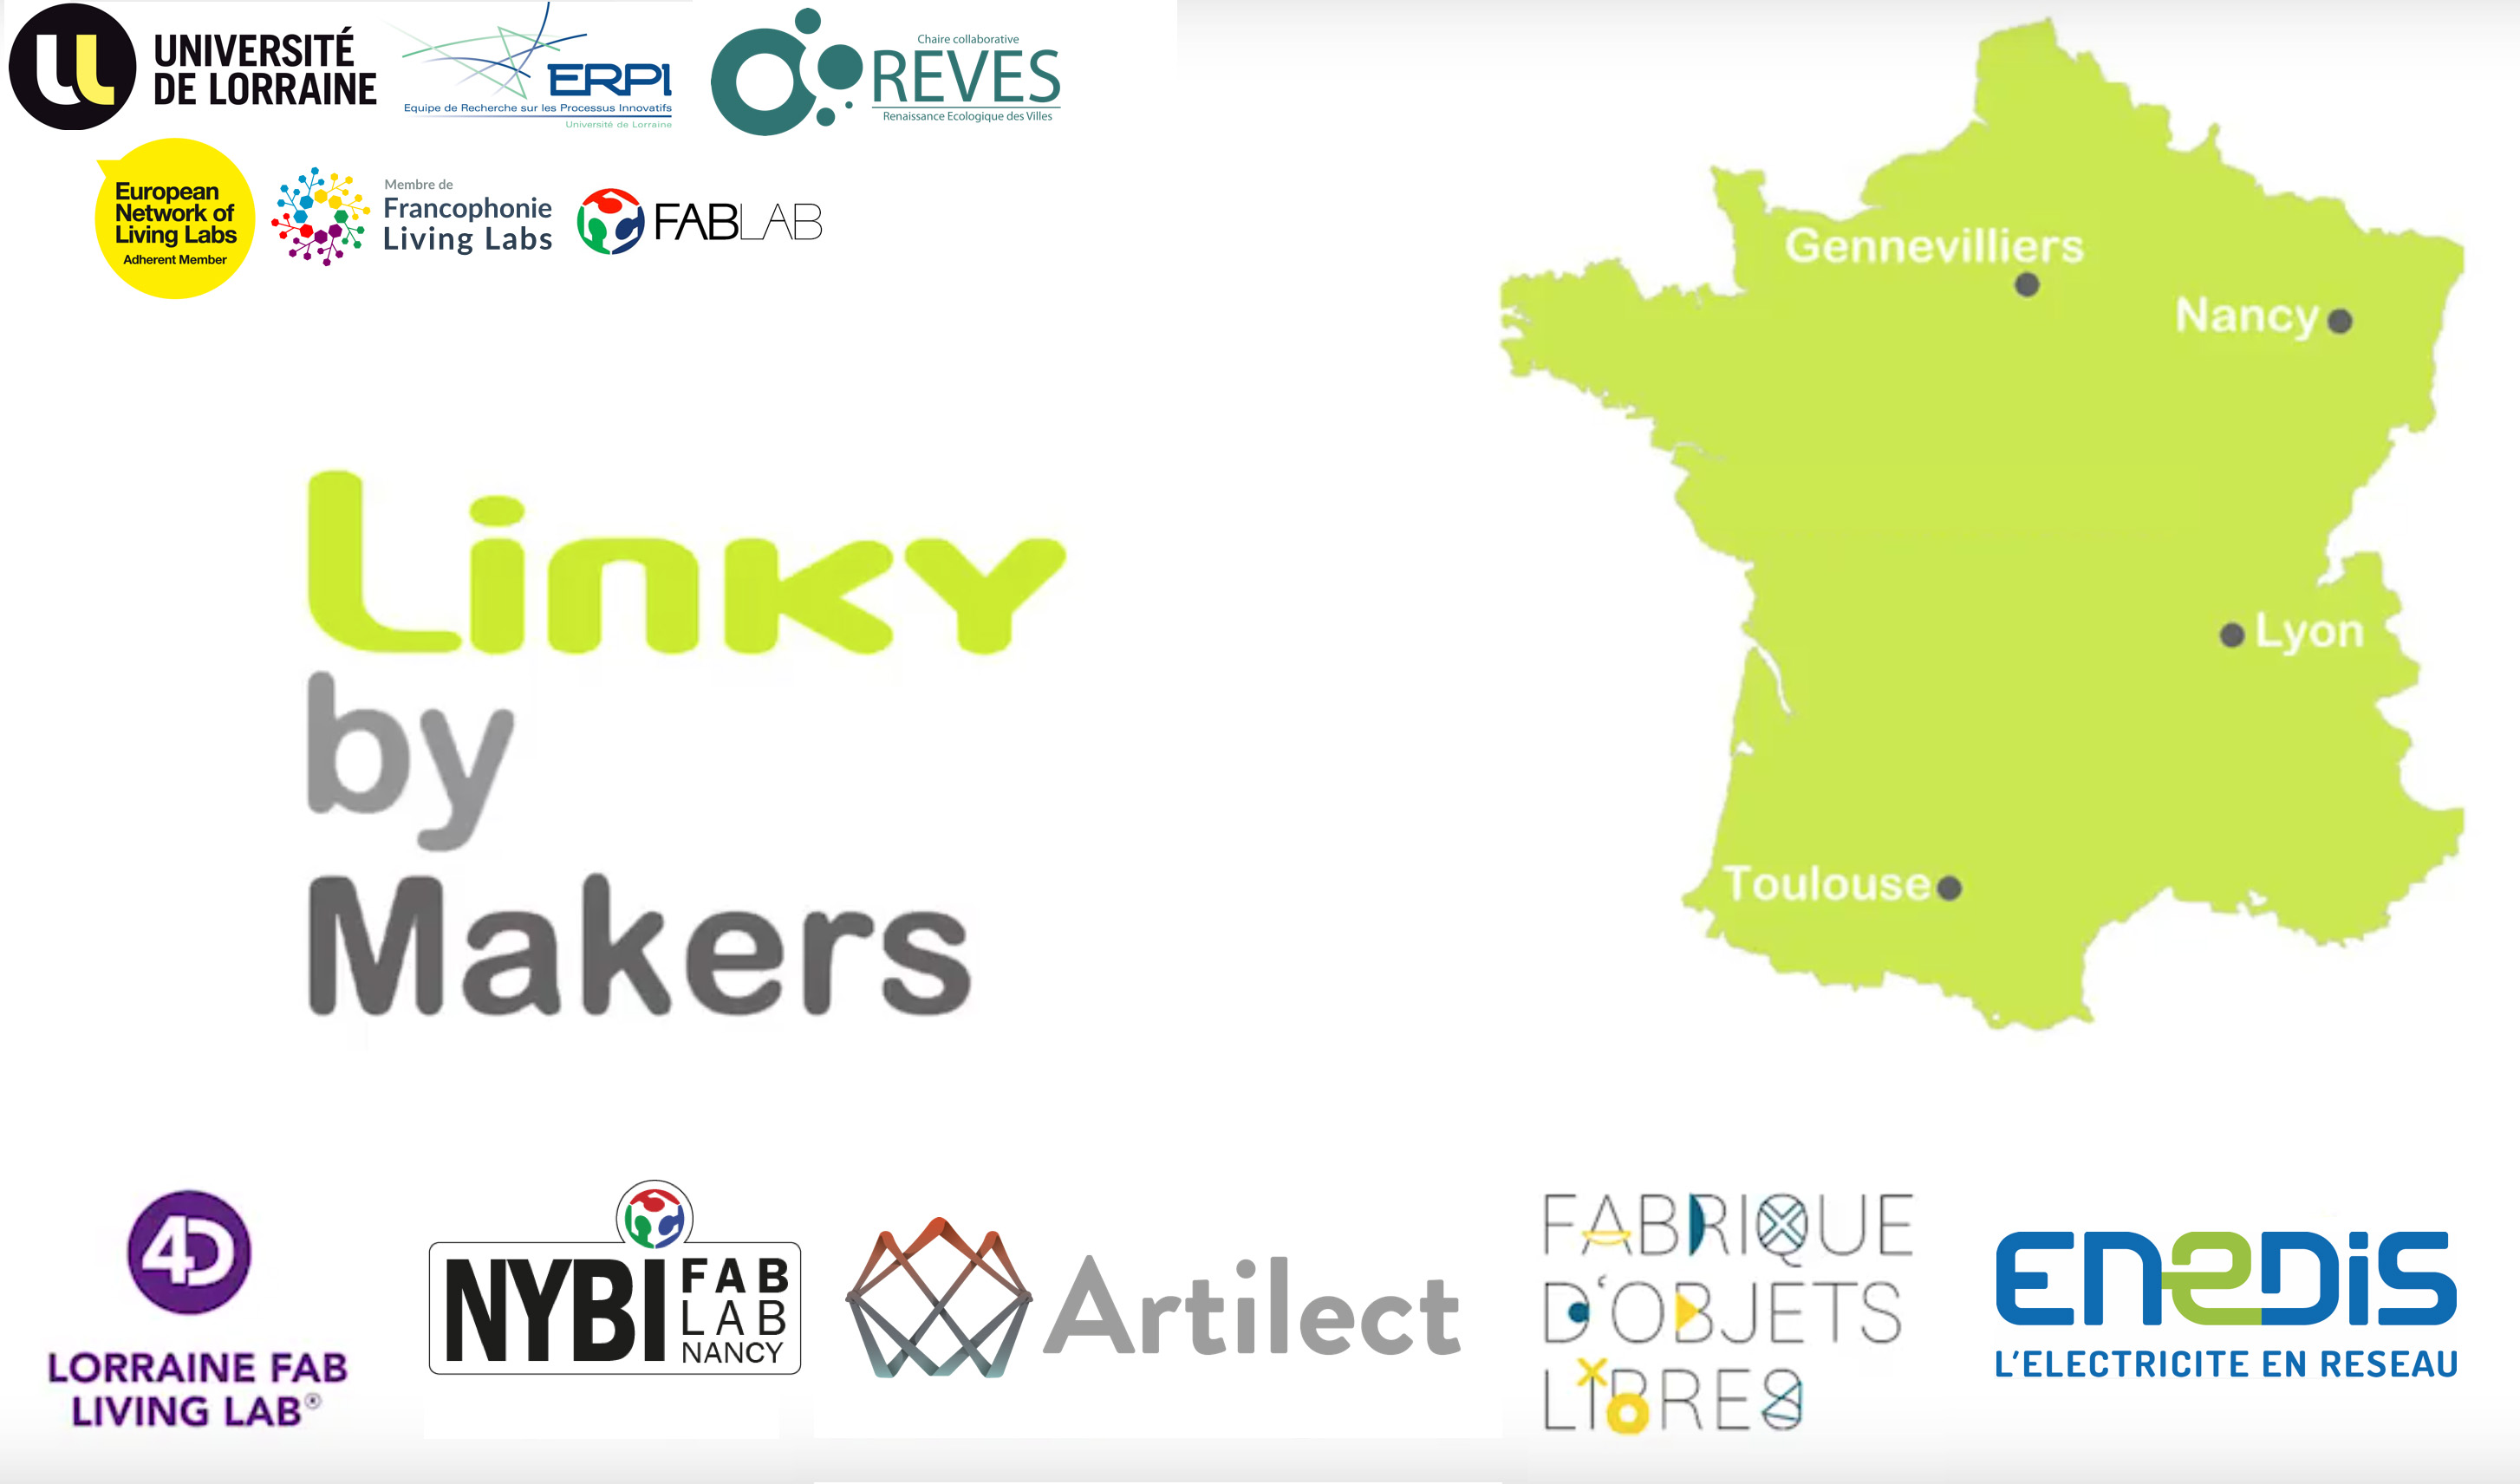 UNIVERSITÉ
DE LORRAINE
ERPI
Equipe de Recherche sur les Processus Innovatifs
Université de Lorraine
Chaire collaborative
REVES
Renaissance Ecologique des Villes
European
Network of
Living Labs
Adherent Member
Membre de
Francophonie
Living Labs
FABLAB
Gennevilliers
Nancy
Lyon
Toulouse
Linky
by
Makers
4D
LORRAINE FAB
LIVING LAB®
NYBI
FAB
LAB
NANCY
Artilect
FABRIQUE
D'OBJETS
LIBRES
ENEDIS
L'ELECTRICITE EN RESEAU